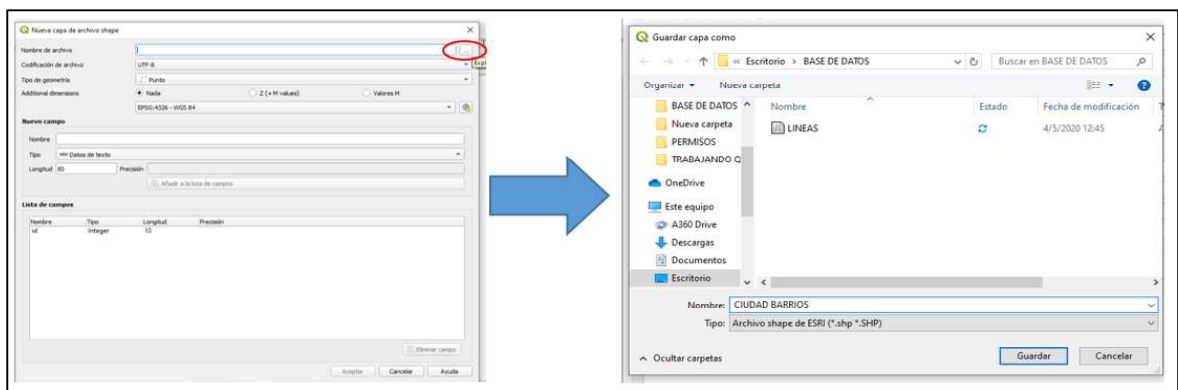 Nueva capa de archivo shape
Nombre de archivo
...
Codificación de archivo UTF-8
Tipo de geometría Punto
Additional dimensions Nada Z (+ M values) Valores M
EPSG:4326 - WGS 84
Nuevo campo
Nombre
Tipo abc Datos de texto
Longitud 80 Precisión
Añadir a la lista de campos
Lista de campos
Nombre Tipo Longitud Precisión
id Integer 10
Eliminar campo
Aceptar Cancelar Ayuda
Guardar capa como
« Escritorio > BASE DE DATOS Buscar en BASE DE DATOS
Organizar Nueva carpeta
BASE DE DATOS Nombre Estado Fecha de modificación
Nueva carpeta LINEAS 4/5/2020 12:45
PERMISOS
TRABAJANDO Q
OneDrive
Este equipo
A360 Drive
Descargas
Documentos
Escritorio
Nombre: CIUDAD BARRIOS
Tipo: Archivo shape de ESRI (*.shp *.SHP)
Ocultar carpetas Guardar Cancelar